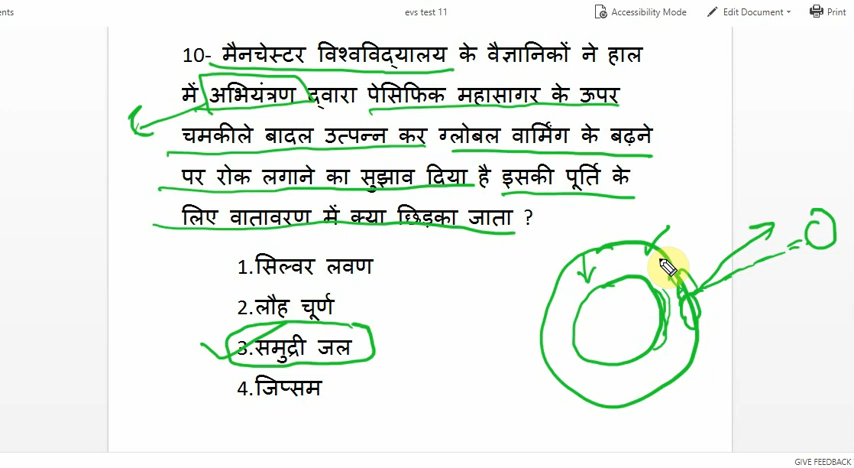 ents
evs test 11
Accessibility Mode
Edit Document
Print
10- मैनचेस्टर विश्वविद्यालय के वैज्ञानिकों ने हाल
में अभियंत्रण द्वारा पेसिफिक महासागर के ऊपर
चमकीले बादल उत्पन्न कर ग्लोबल वार्मिंग के बढ़ने
पर रोक लगाने का सुझाव दिया है इसकी पूर्ति के
लिए वातावरण में क्या छिड़का जाता ?
1.सिल्वर लवण
2.लौह चूर्ण
3.समुद्री जल
4.जिप्सम
GIVE FEEDBACK